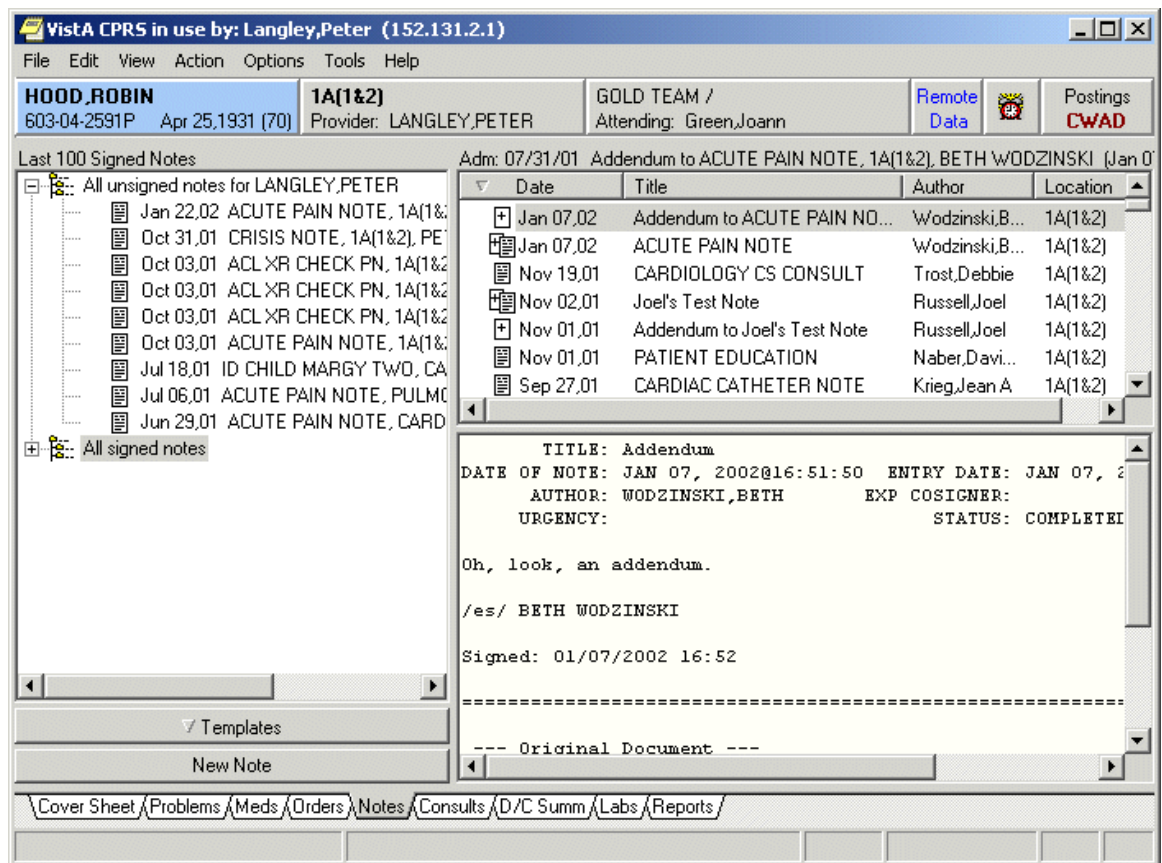 VistA CPRS in use by: Langley,Peter (152.131.2.1)
File Edit View Action Options Tools Help
HOOD,ROBIN
603-04-2591P Apr 25,1931 (70)
1A(1&2)
Provider: LANGLEY,PETER
GOLD TEAM /
Attending: Green,Joann
Remote
Data
Postings
CWAD
Last 100 Signed Notes
All unsigned notes for LANGLEY,PETER
Jan 22,02 ACUTE PAIN NOTE, 1A(1&
Oct 31,01 CRISIS NOTE, 1A(1&2), PE
Oct 03,01 ACL XR CHECK PN, 1A(1&2
Oct 03,01 ACL XR CHECK PN, 1A(1&2
Oct 03,01 ACL XR CHECK PN, 1A(1&2
Oct 03,01 ACUTE PAIN NOTE, 1A(1&
Jul 18,01 ID CHILD MARGY TWO, CA
Jul 06,01 ACUTE PAIN NOTE, PULM
Jun 29,01 ACUTE PAIN NOTE, CARD
All signed notes
Templates
New Note
Adm: 07/31/01 Addendum to ACUTE PAIN NOTE, 1A(1&2), BETH WODZINSKI (Jan 0
Date Title Author Location
Jan 07,02 Addendum to ACUTE PAIN NO... Wodzinski,B... 1A(1&2)
Jan 07,02 ACUTE PAIN NOTE Wodzinski,B... 1A(1&2)
Nov 19,01 CARDIOLOGY CS CONSULT Trost,Debbie 1A(1&2)
Nov 02,01 Joel's Test Note Russell,Joel 1A(1&2)
Nov 01,01 Addendum to Joel's Test Note Russell,Joel 1A(1&2)
Nov 01,01 PATIENT EDUCATION Naber,Davi... 1A(1&2)
Sep 27,01 CARDIAC CATHETER NOTE Krieg,Jean A 1A(1&2)
TITLE: Addendum
DATE OF NOTE: JAN 07, 2002@16:51:50 ENTRY DATE: JAN 07, 2
AUTHOR: WODZINSKI,BETH EXP COSIGNER:
URGENCY: STATUS: COMPLETED
Oh, look, an addendum.
/es/ BETH WODZINSKI
Signed: 01/07/2002 16:52
==========================================================
--- Original Document ---
Cover Sheet Problems Meds Orders Notes Consults D/C Summ Labs Reports